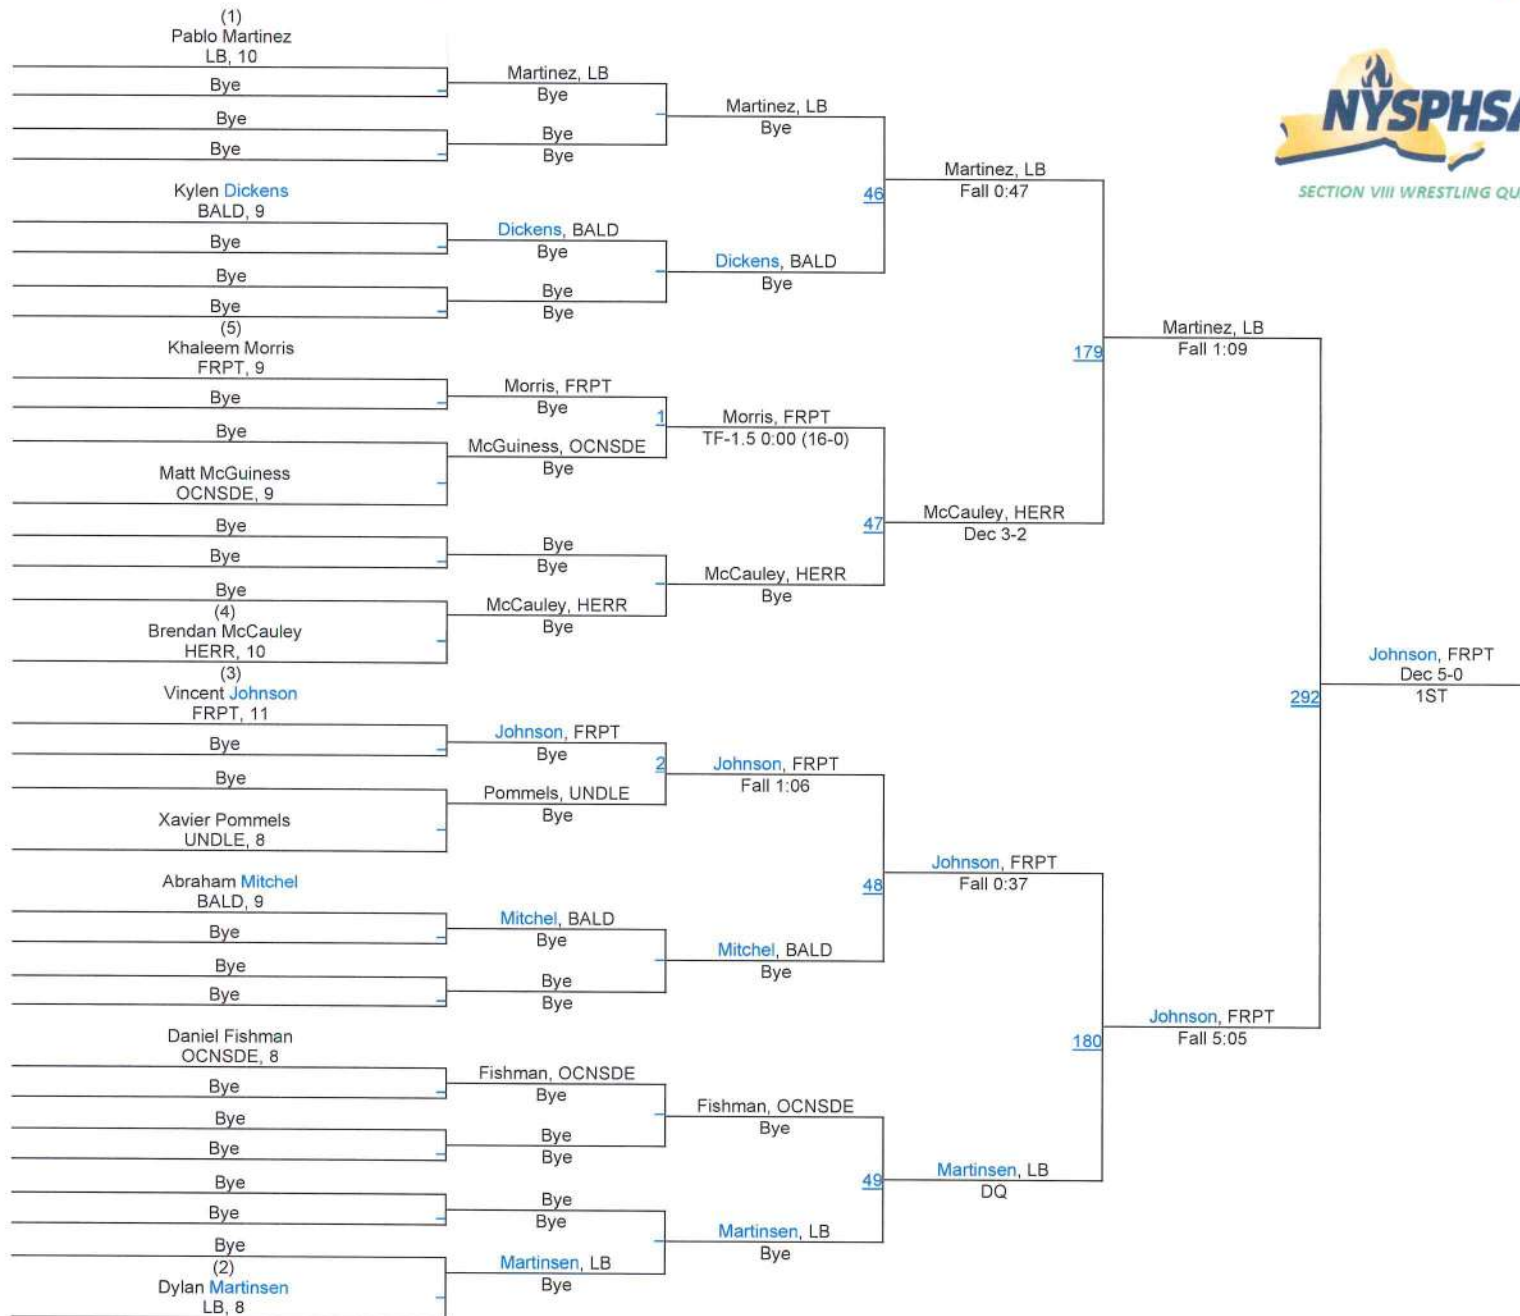 (1)
Pablo Martinez
LB, 10
Bye
Bye
Bye
Kylen Dickens
BALD, 9
Bye
Bye
Bye
(5)
Khaleem Morris
FRPT, 9
Bye
Bye
Matt McGuiness
OCNSDE, 9
Bye
Bye
Bye
(4)
Brendan McCauley
HERR, 10
(3)
Vincent Johnson
FRPT, 11
Bye
Bye
Xavier Pommels
UNDLE, 8
Abraham Mitchel
BALD, 9
Bye
Bye
Bye
Daniel Fishman
OCNSDE, 8
Bye
Bye
Bye
Bye
Bye
Bye
(2)
Dylan Martinsen
LB, 8
Martinez, LB
Bye
Bye
Bye
Dickens, BALD
Bye
Bye
Bye
Morris, FRPT
Bye
1
McGuiness, OCNSDE
Bye
Bye
Bye
McCauley, HERR
Bye
Johnson, FRPT
Bye
2
Pommels, UNDLE
Bye
Mitchel, BALD
Bye
Bye
Bye
Fishman, OCNSDE
Bye
Bye
Bye
Bye
Bye
Martinsen, LB
Bye
Martinez, LB
Bye
46
Dickens, BALD
Bye
Morris, FRPT
TF-1.5 0:00 (16-0)
47
McCauley, HERR
Bye
Johnson, FRPT
Fall 1:06
48
Mitchel, BALD
Bye
Fishman, OCNSDE
Bye
49
Martinsen, LB
Bye
Martinez, LB
Fall 0:47
179
McCauley, HERR
Dec 3-2
Johnson, FRPT
Fall 0:37
180
Martinsen, LB
DQ
Martinez, LB
Fall 1:09
292
Johnson, FRPT
Fall 5:05
Johnson, FRPT
Dec 5-0
1ST
NYSPHSA
SECTION VIII WRESTLING QU